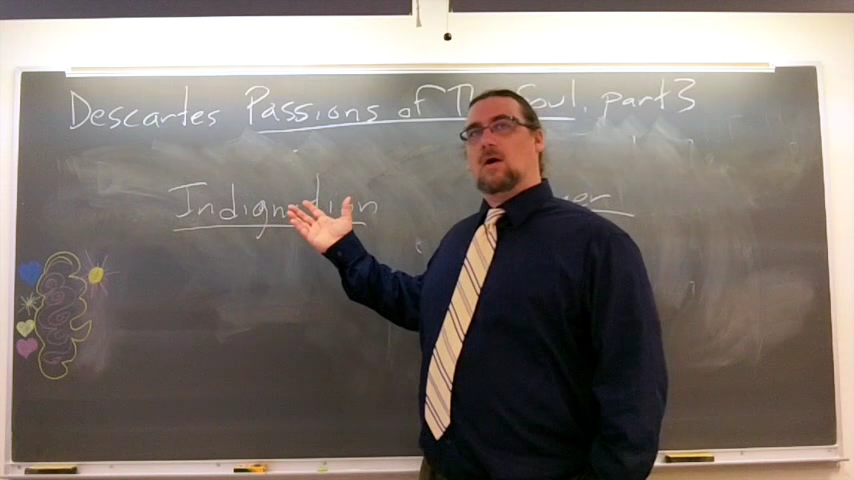 Descartes Passions of The Soul, part 3
Indignation